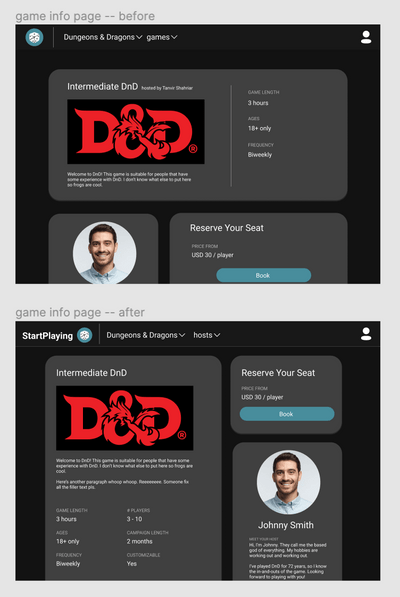 game info page -- before
Dungeons & Dragons games
Intermediate DnD hosted by Tanvir Shahriar
D&D
®
Welcome to DnD! This game is suitable for people that have
some experience with DnD. I don't know what else to put here
so frogs are cool.
GAME LENGTH
3 hours
AGES
18+ only
FREQUENCY
Biweekly
Reserve Your Seat
PRICE FROM
USD 30 / player
Book
game info page -- after
StartPlaying Dungeons & Dragons hosts
Intermediate DnD
D&D
®
Welcome to DnD! This game is suitable for people that have some
experience with DnD. I don't know what else to put here so frogs are
cool.
Here's another paragraph whoop whoop. Reeeeeeee. Someone fix
all the filler text pls.
GAME LENGTH # PLAYERS
3 hours 3 - 10
AGES CAMPAIGN LENGTH
18+ only 2 months
FREQUENCY CUSTOMIZABLE
Biweekly Yes
Reserve Your Seat
PRICE FROM
USD 30 / player
Book
Johnny Smith
MEET YOUR HOST
Hi, I'm Johnny. They call me the based
god of everything. My hobbies are
working out and working out.
I've played DnD for 72 years, so I know
the in-and-outs of the game. Looking
forward to playing with you!